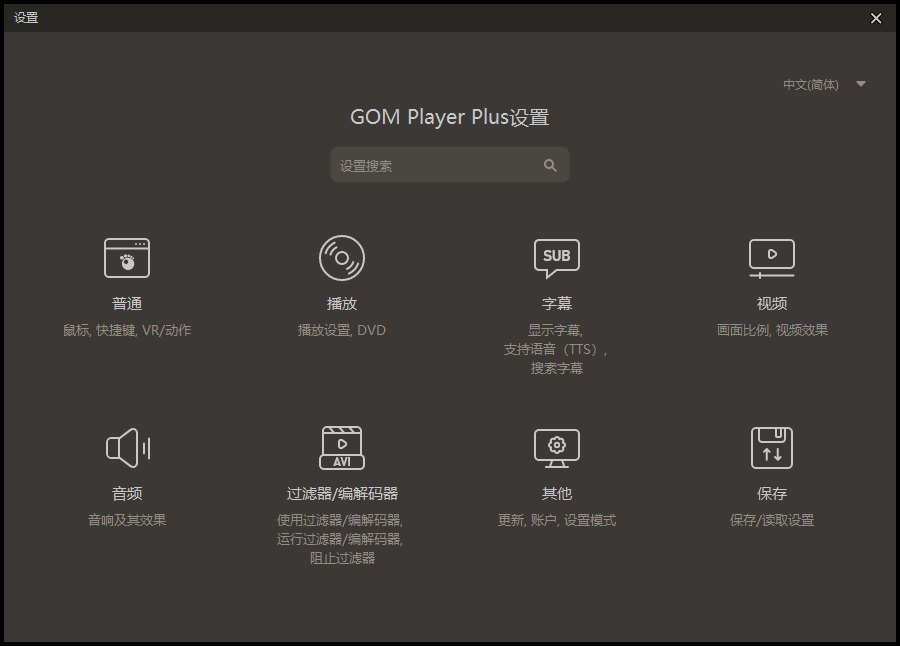 设置
中文(简体)
GOM Player Plus设置
设置搜索
SUB
普通
播放
字幕
视频
鼠标, 快捷键, VR/动作
播放设置, DVD
显示字幕,
支持语音（TTS）,
搜索字幕
画面比例, 视频效果
AVI
音频
过滤器/编解码器
其他
保存
音响及其效果
使用过滤器/编解码器,
运行过滤器/编解码器,
阻止过滤器
更新, 账户, 设置模式
保存/读取设置